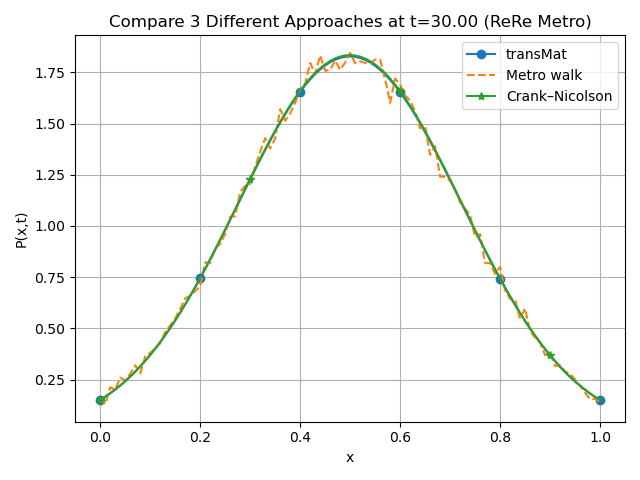 Compare 3 Different Approaches at t=30.00 (ReRe Metro)
transMat
Metro walk
Crank–Nicolson
P(x,t)
1.75
1.50
1.25
1.00
0.75
0.50
0.25
0.0 0.2 0.4 0.6 0.8 1.0
x